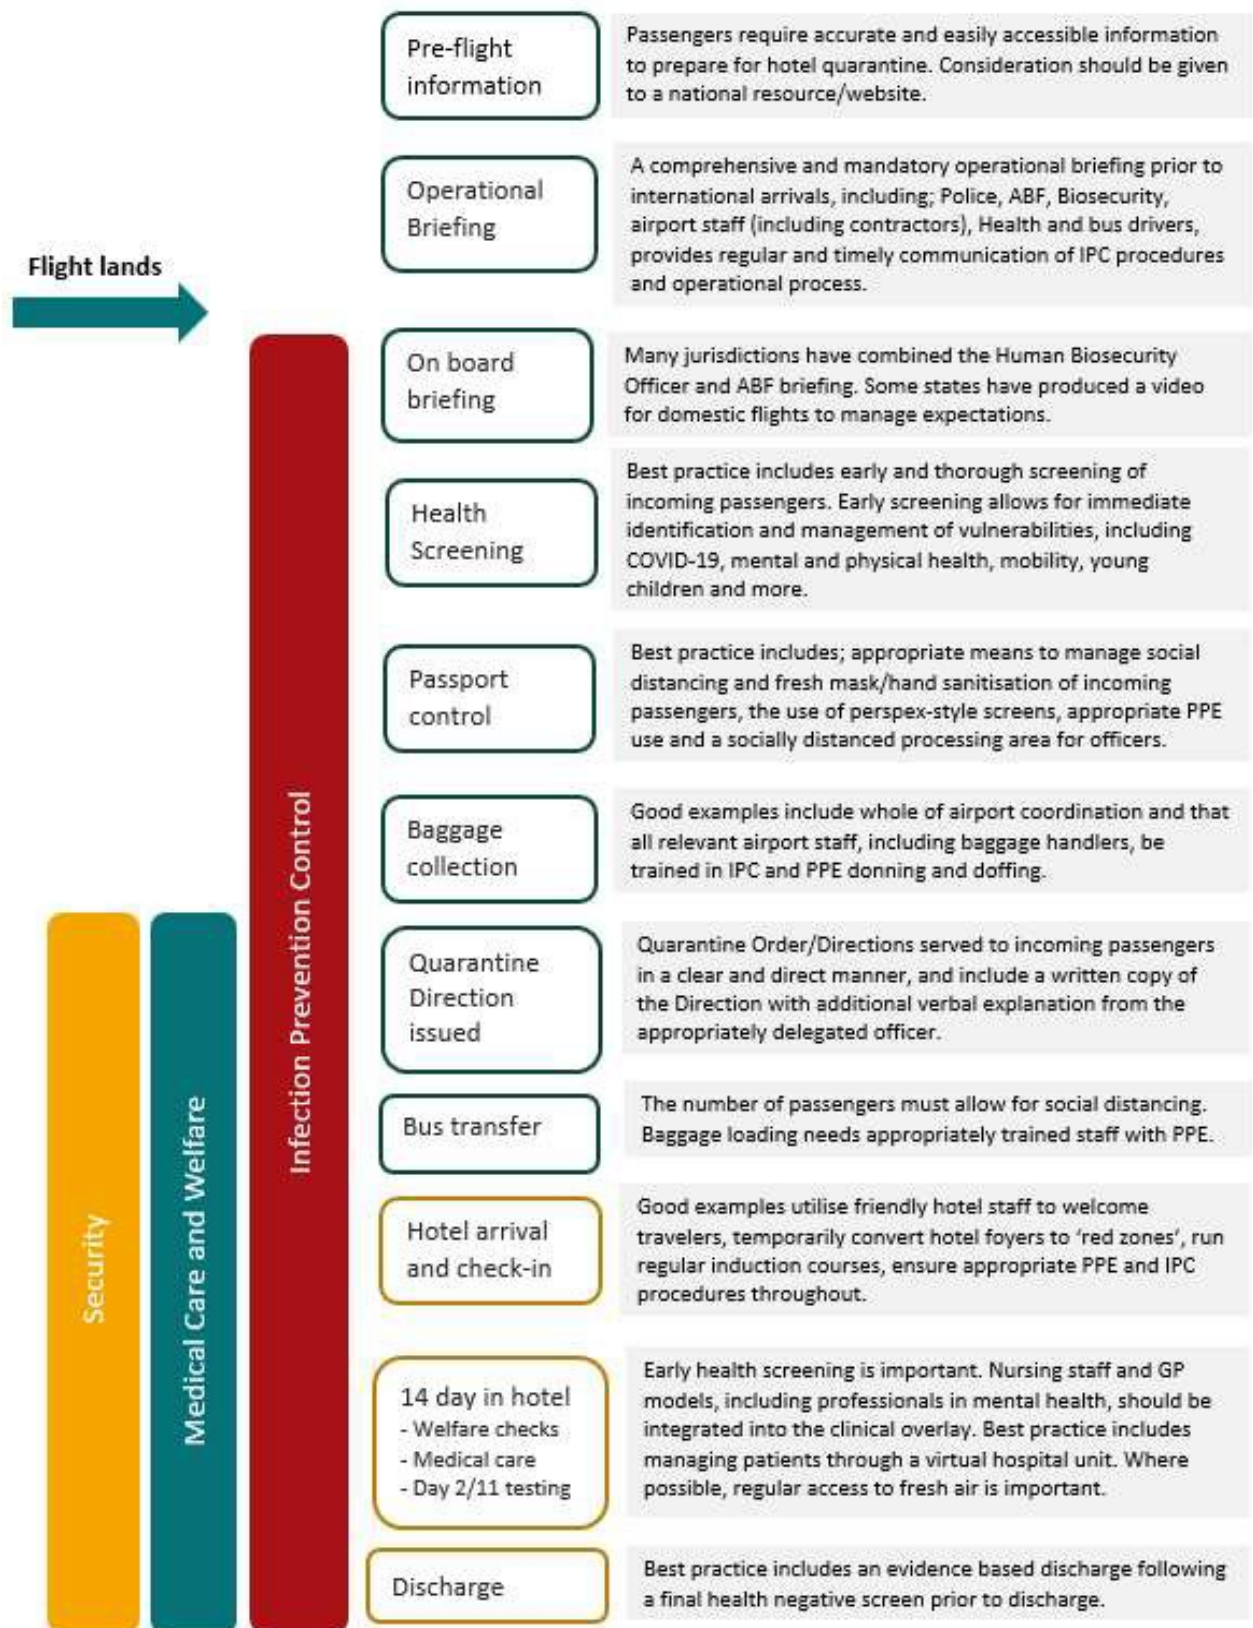 Pre-flight
information
Passengers require accurate and easily accessible information
to prepare for hotel quarantine. Consideration should be given
to a national resource/website.
Operational
Briefing
A comprehensive and mandatory operational briefing prior to
international arrivals, including; Police, ABF, Biosecurity,
airport staff (including contractors), Health and bus drivers,
provides regular and timely communication of IPC procedures
and operational process.
Flight lands
On board
briefing
Many jurisdictions have combined the Human Biosecurity
Officer and ABF briefing. Some states have produced a video
for domestic flights to manage expectations.
Health
Screening
Best practice includes early and thorough screening of
incoming passengers. Early screening allows for immediate
identification and management of vulnerabilities, including
COVID-19, mental and physical health, mobility, young
children and more.
Passport
control
Best practice includes; appropriate means to manage social
distancing and fresh mask/hand sanitisation of incoming
passengers, the use of perspex-style screens, appropriate PPE
use and a socially distanced processing area for officers.
Baggage
collection
Good examples include whole of airport coordination and that
all relevant airport staff, including baggage handlers, be
trained in IPC and PPE donning and doffing.
Quarantine
Direction
issued
Quarantine Order/Directions served to incoming passengers
in a clear and direct manner, and include a written copy of
the Direction with additional verbal explanation from the
appropriately delegated officer.
Bus transfer
The number of passengers must allow for social distancing.
Baggage loading needs appropriately trained staff with PPE.
Hotel arrival
and check-in
Good examples utilise friendly hotel staff to welcome
travelers, temporarily convert hotel foyers to ‘red zones’, run
regular induction courses, ensure appropriate PPE and IPC
procedures throughout.
14 day in hotel
- Welfare checks
- Medical care
- Day 2/11 testing
Early health screening is important. Nursing staff and GP
models, including professionals in mental health, should be
integrated into the clinical overlay. Best practice includes
managing patients through a virtual hospital unit. Where
possible, regular access to fresh air is important.
Discharge
Best practice includes an evidence based discharge following
a final health negative screen prior to discharge.
Security
Medical Care and Welfare
Infection Prevention Control